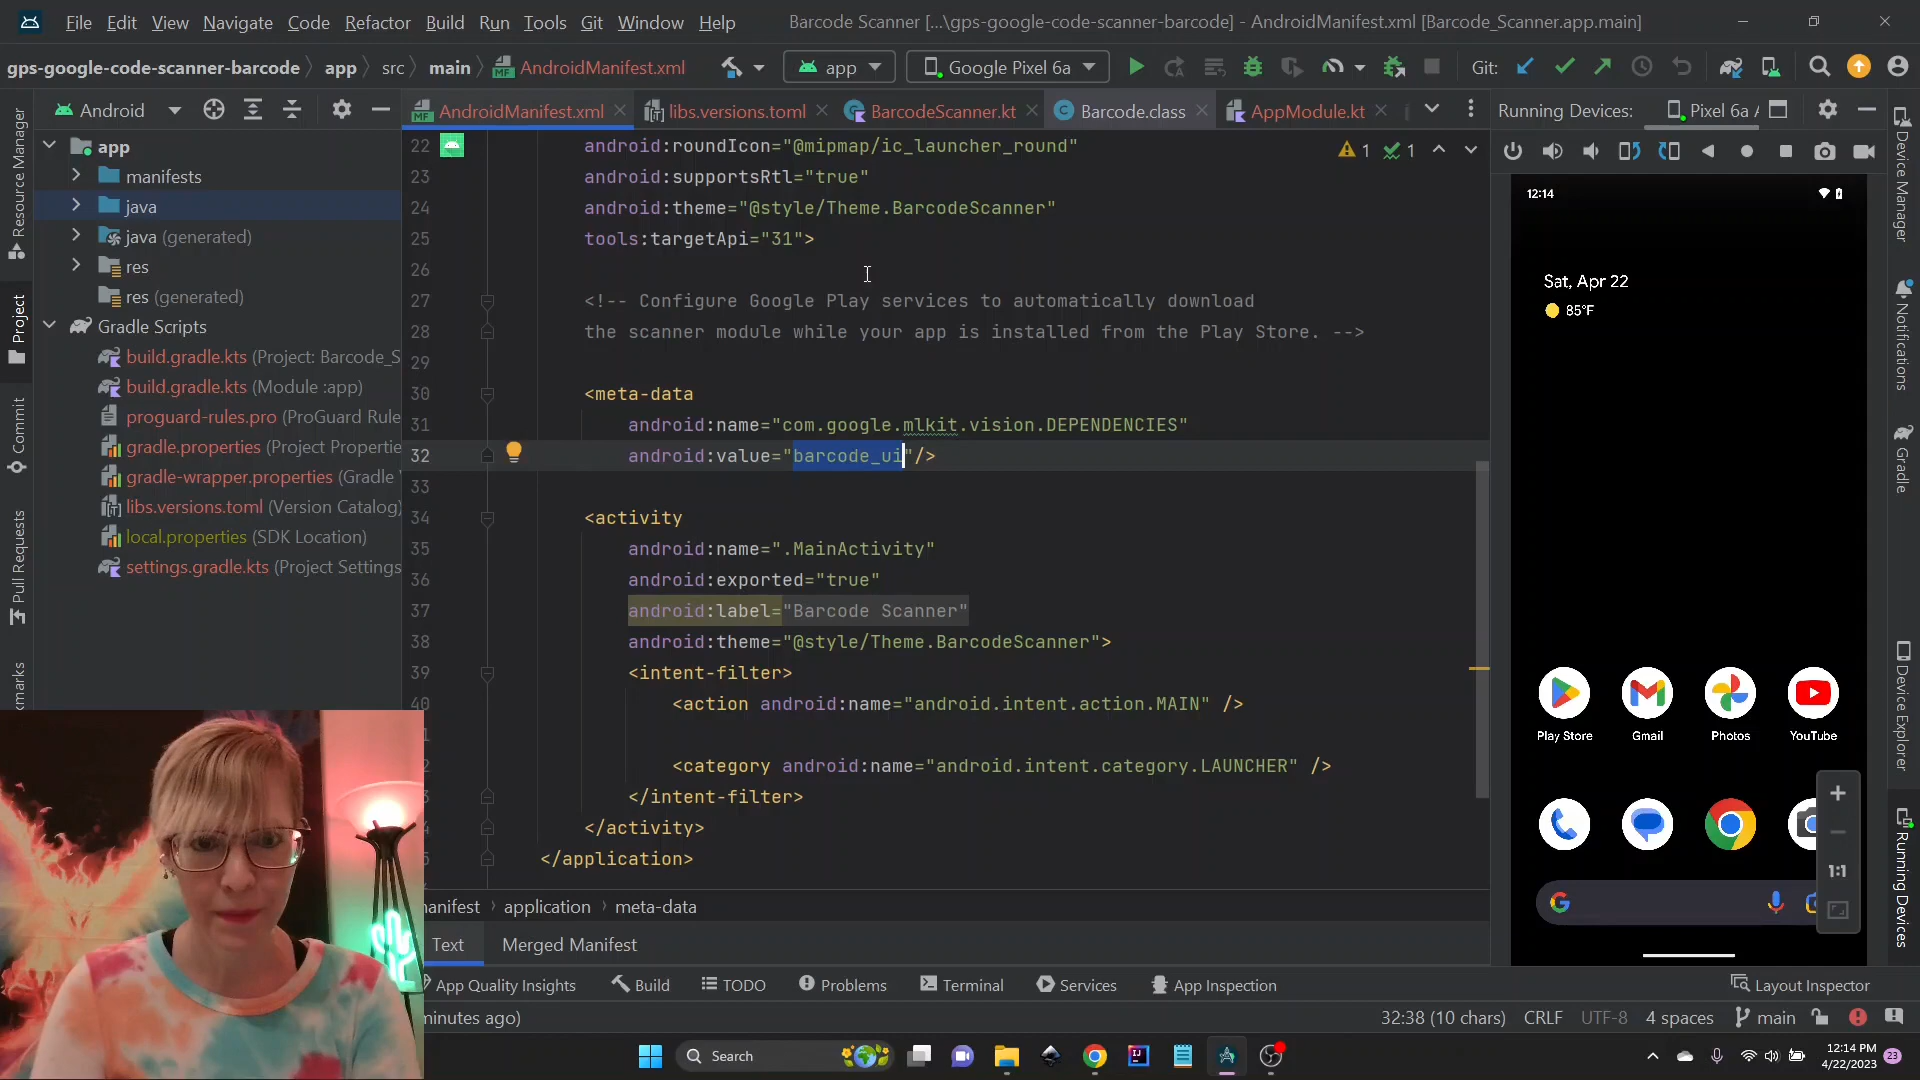 File Edit View Navigate Code Refactor Build Run Tools Git Window Help Barcode Scanner [...\gps-google-code-scanner-barcode] - AndroidManifest.xml [Barcode_Scanner.app.main]
gps-google-code-scanner-barcode app src main AndroidManifest.xml app Google Pixel 6a Git:
Android AndroidManifest.xml libs.versions.toml BarcodeScanner.kt Barcode.class AppModule.kt Running Devices: Pixel 6a
Resource Manager
Project
Commit
Pull Requests
app
manifests
java
java (generated)
res
res (generated)
Gradle Scripts
build.gradle.kts (Project: Barcode_S
build.gradle.kts (Module :app)
proguard-rules.pro (ProGuard Rule
gradle.properties (Project Propertie
gradle-wrapper.properties (Gradle
libs.versions.toml (Version Catalog)
local.properties (SDK Location)
settings.gradle.kts (Project Settings
22 android:roundIcon="@mipmap/ic_launcher_round" 1 1
23 android:supportsRtl="true"
24 android:theme="@style/Theme.BarcodeScanner"
25 tools:targetApi="31">
26
27 <!-- Configure Google Play services to automatically download
28 the scanner module while your app is installed from the Play Store. -->
29
30 <meta-data
31 android:name="com.google.mlkit.vision.DEPENDENCIES"
32 android:value="barcode_ui"/>
33
34 <activity
35 android:name=".MainActivity"
36 android:exported="true"
37 android:label="Barcode Scanner"
38 android:theme="@style/Theme.BarcodeScanner">
39 <intent-filter>
<action android:name="android.intent.action.MAIN" />
<category android:name="android.intent.category.LAUNCHER" />
</intent-filter>
</activity>
</application>
manifest application meta-data
Text Merged Manifest
12:14
Sat, Apr 22
85°F
Play Store Gmail Photos YouTube
1:1
Device Manager
Notifications
Gradle
Device Explorer
Running Devices
App Quality Insights Build TODO Problems Terminal Services App Inspection Layout Inspector
minutes ago) 32:38 (10 chars) CRLF UTF-8 4 spaces main
Search
12:14 PM
4/22/2023
23